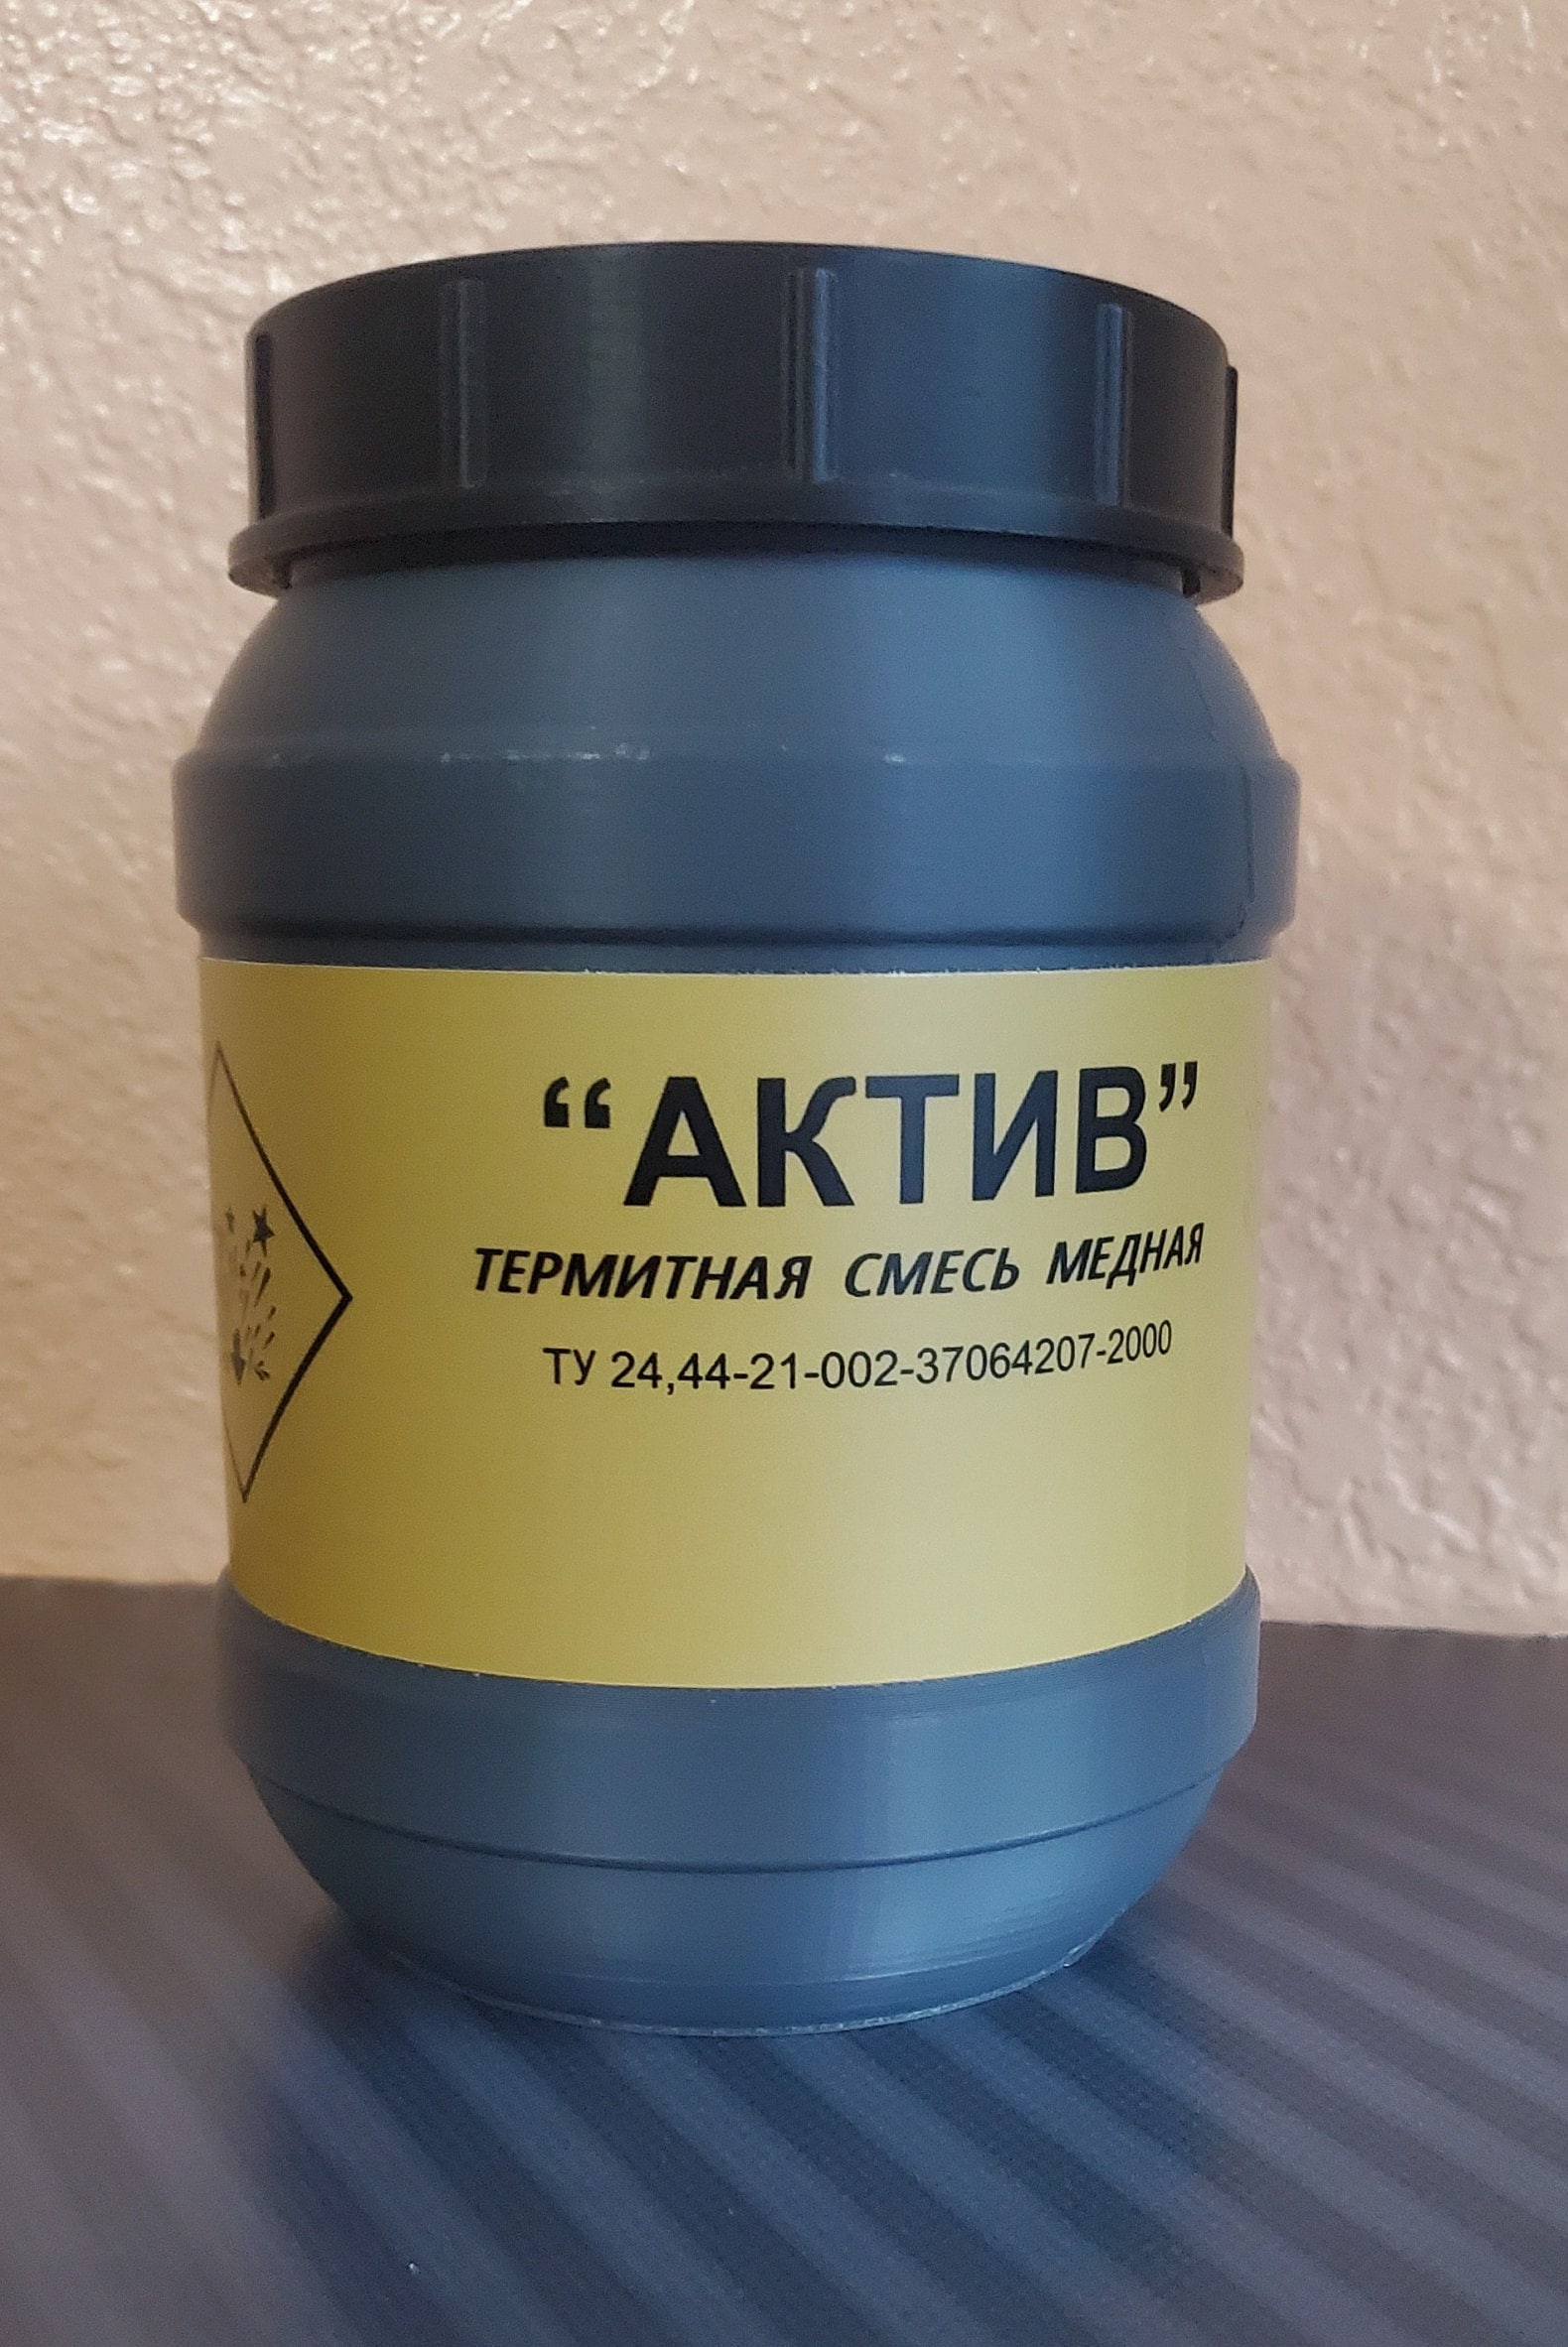 “АКТИВ”
ТЕРМИТНАЯ СМЕСЬ МЕДНАЯ
ТУ 24,44-21-002-37064207-2000